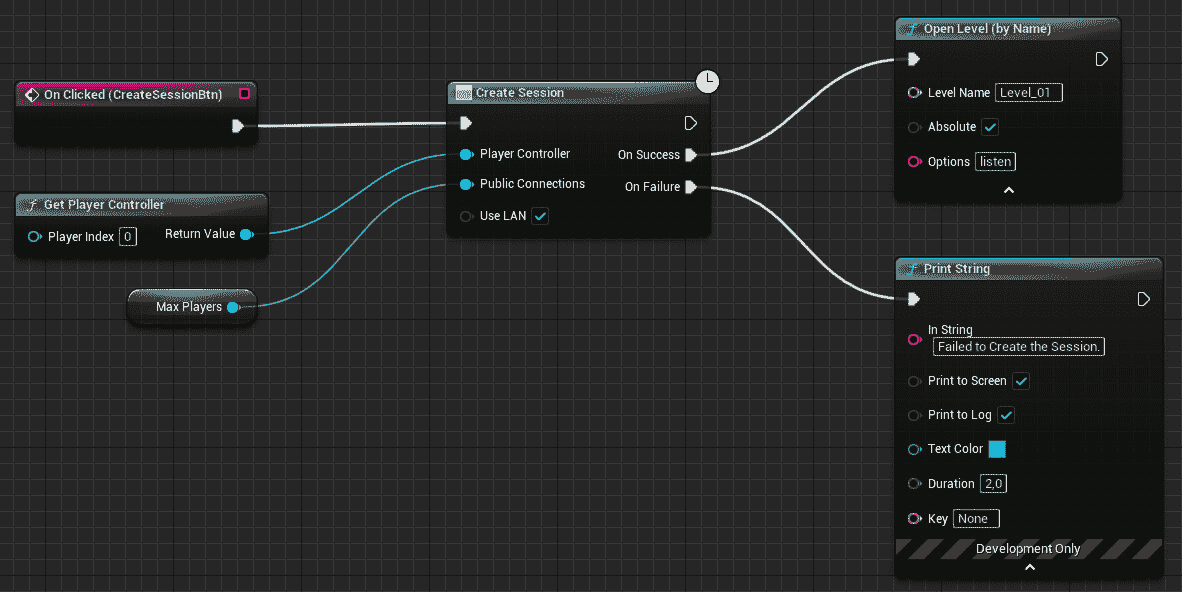 On Clicked (CreateSessionBtn)
f Get Player Controller
Player Index 0
Return Value
Max Players
Create Session
Player Controller
Public Connections
Use LAN
On Success
On Failure
f Open Level (by Name)
Level Name Level_01
Absolute
Options listen
f Print String
In String
Failed to Create the Session.
Print to Screen
Print to Log
Text Color
Duration 2,0
Key None
Development Only